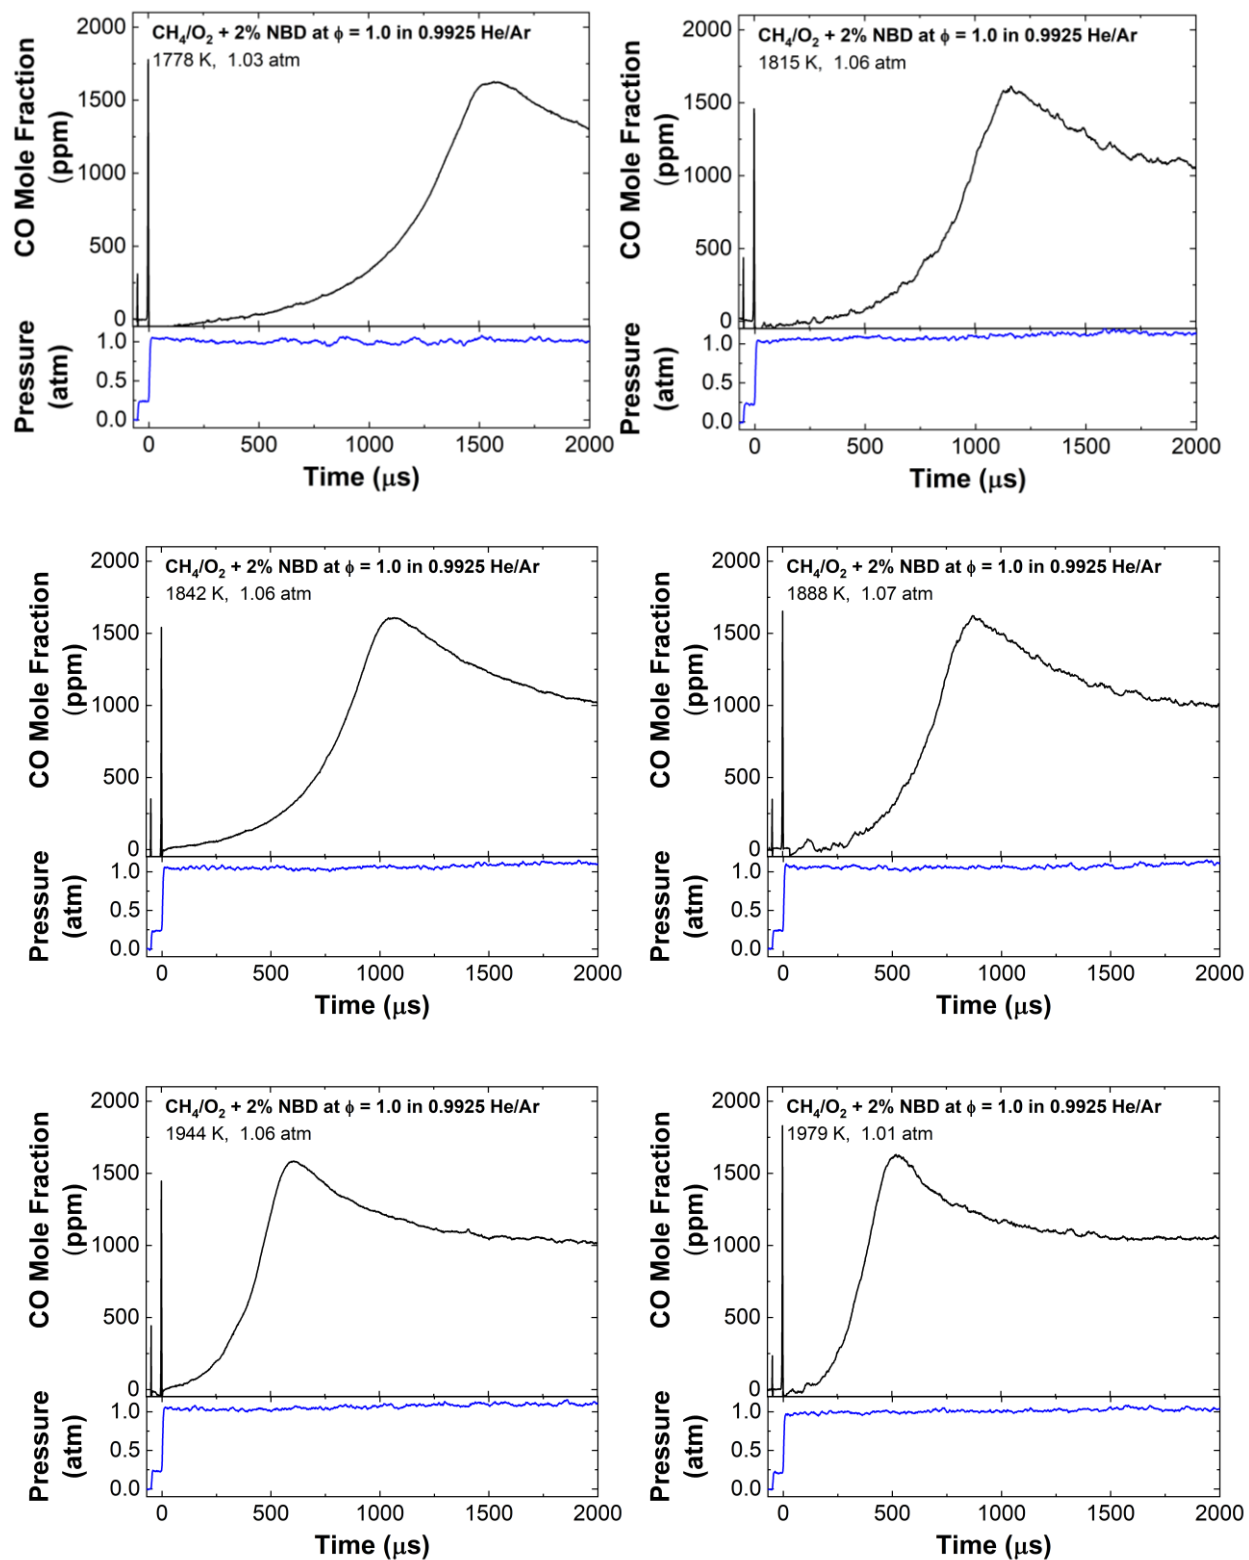 CH4/O2 + 2% NBD at ϕ = 1.0 in 0.9925 He/Ar
1778 K, 1.03 atm
CO Mole Fraction
(ppm)
2000
1500
1000
500
0
Pressure
(atm)
1.0
0.5
0.0
0
500
1000
1500
2000
Time (μs)
CH4/O2 + 2% NBD at ϕ = 1.0 in 0.9925 He/Ar
1815 K, 1.06 atm
CO Mole Fraction
(ppm)
2000
1500
1000
500
0
Pressure
(atm)
1.0
0.5
0.0
0
500
1000
1500
2000
Time (μs)
CH4/O2 + 2% NBD at ϕ = 1.0 in 0.9925 He/Ar
1842 K, 1.06 atm
CO Mole Fraction
(ppm)
2000
1500
1000
500
0
Pressure
(atm)
1.0
0.5
0.0
0
500
1000
1500
2000
Time (μs)
CH4/O2 + 2% NBD at ϕ = 1.0 in 0.9925 He/Ar
1888 K, 1.07 atm
CO Mole Fraction
(ppm)
2000
1500
1000
500
0
Pressure
(atm)
1.0
0.5
0.0
0
500
1000
1500
2000
Time (μs)
CH4/O2 + 2% NBD at ϕ = 1.0 in 0.9925 He/Ar
1944 K, 1.06 atm
CO Mole Fraction
(ppm)
2000
1500
1000
500
0
Pressure
(atm)
1.0
0.5
0.0
0
500
1000
1500
2000
Time (μs)
CH4/O2 + 2% NBD at ϕ = 1.0 in 0.9925 He/Ar
1979 K, 1.01 atm
CO Mole Fraction
(ppm)
2000
1500
1000
500
0
Pressure
(atm)
1.0
0.5
0.0
0
500
1000
1500
2000
Time (μs)